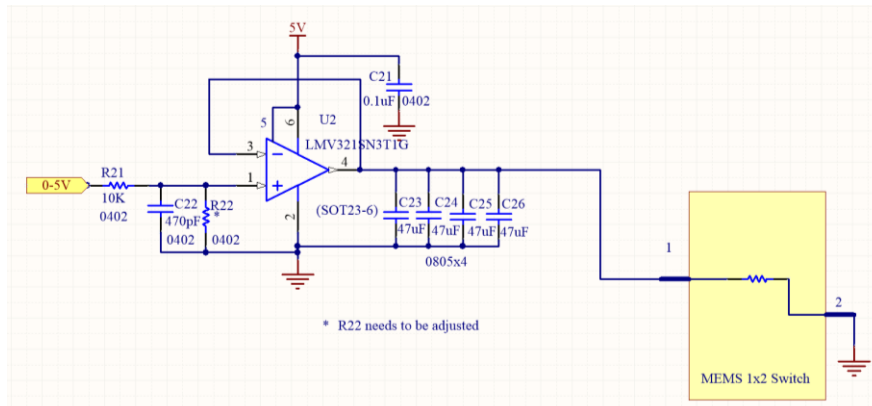 5V
C21
0.1uF 0402
5
6
U2
LMV321SN3T1G
3
4
R21
0-5V
1
10K
0402
C22
R22
*
470pF
0402
0402
2
(SOT23-6)
C23
C24
C25
C26
47uF
47uF
47uF
47uF
0805x4
1
2
* R22 needs to be adjusted
MEMS 1x2 Switch